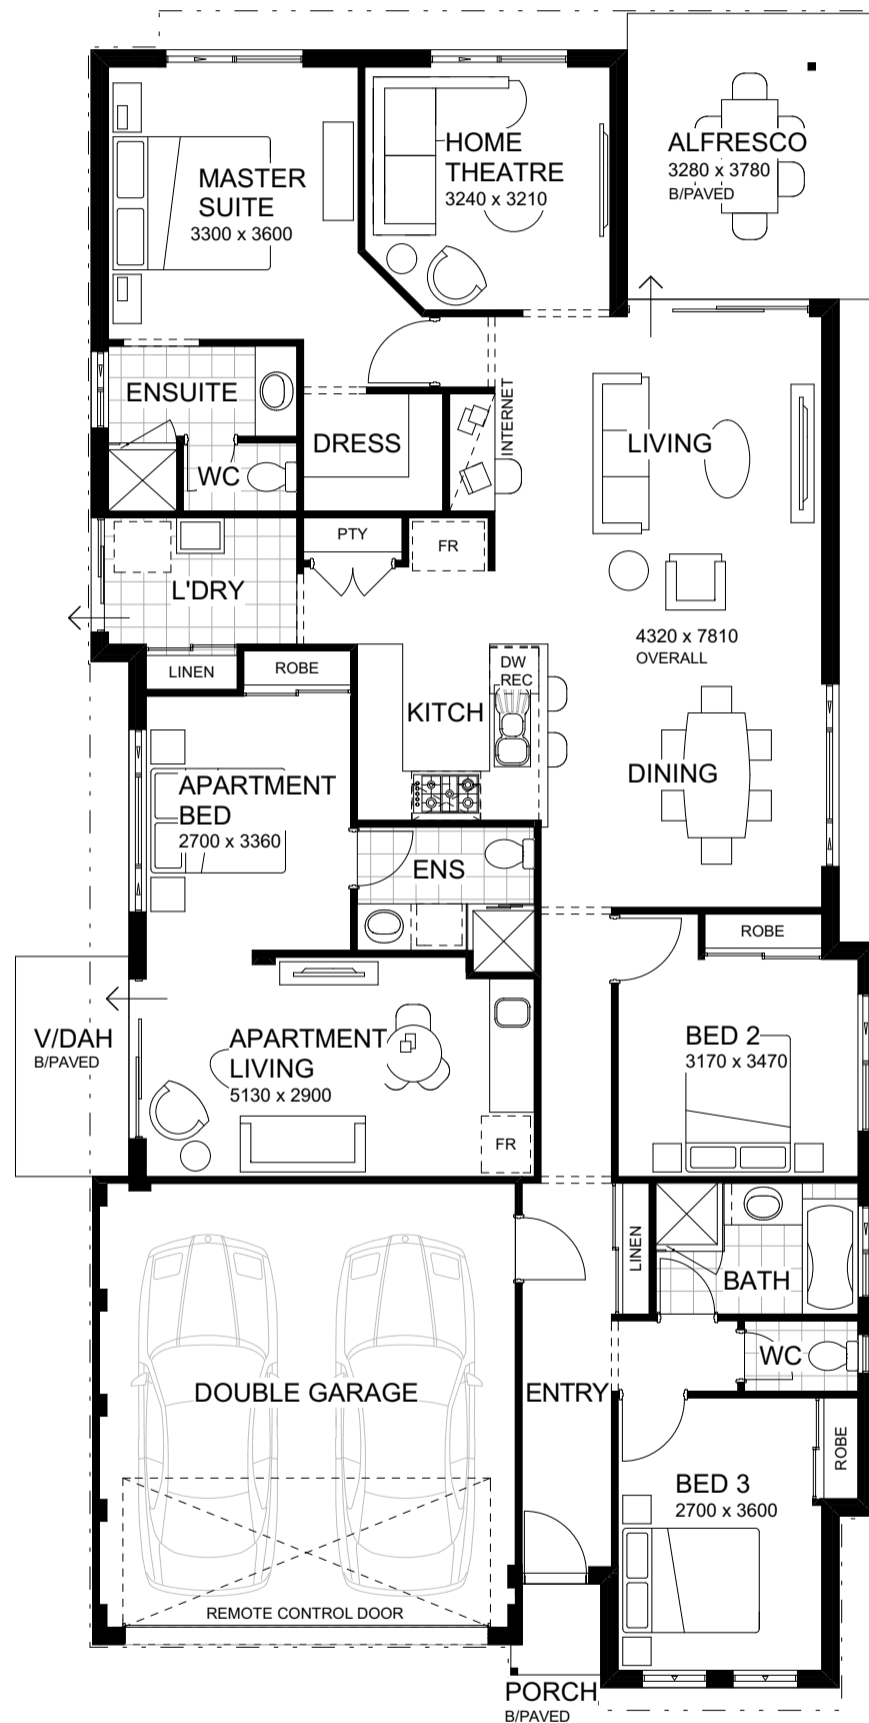 MASTER
SUITE
3300 x 3600
HOME
THEATRE
3240 x 3210
ALFRESCO
3280 x 3780
B/PAVED
ENSUITE
WC
DRESS
INTERNET
LIVING
PTY
FR
L'DRY
4320 x 7810
OVERALL
LINEN
ROBE
DW
REC
KITCH
DINING
APARTMENT
BED
2700 x 3360
ENS
ROBE
V/DAH
B/PAVED
APARTMENT
LIVING
5130 x 2900
BED 2
3170 x 3470
FR
LINEN
BATH
WC
DOUBLE GARAGE
ENTRY
ROBE
BED 3
2700 x 3600
REMOTE CONTROL DOOR
PORCH
B/PAVED